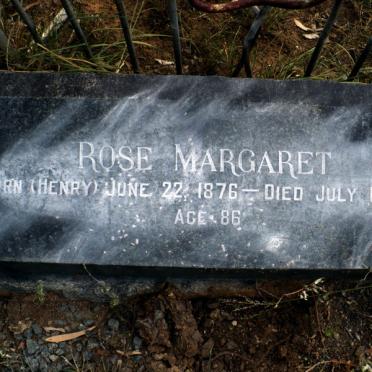 ROSE MARGARET
RN (HENRY) JUNE 22, 1876 — DIED JULY
AGE 86